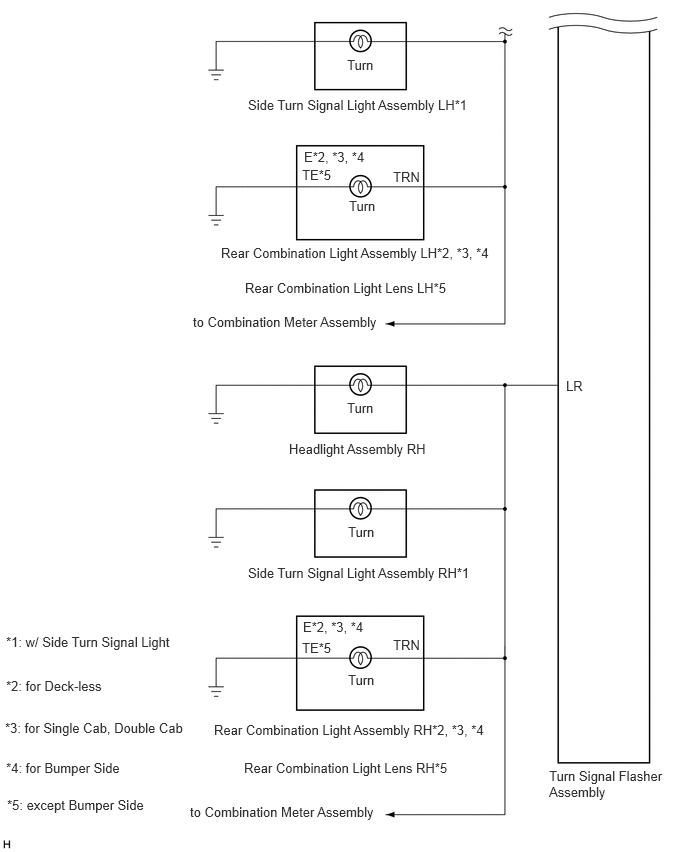 Turn
Side Turn Signal Light Assembly LH*1
E*2, *3, *4
TE*5
TRN
Turn
Rear Combination Light Assembly LH*2, *3, *4
Rear Combination Light Lens LH*5
to Combination Meter Assembly
LR
Turn
Headlight Assembly RH
Turn
Side Turn Signal Light Assembly RH*1
E*2, *3, *4
TE*5
TRN
Turn
Rear Combination Light Assembly RH*2, *3, *4
Rear Combination Light Lens RH*5
to Combination Meter Assembly
Turn Signal Flasher
Assembly
*1: w/ Side Turn Signal Light
*2: for Deck-less
*3: for Single Cab, Double Cab
*4: for Bumper Side
*5: except Bumper Side
H